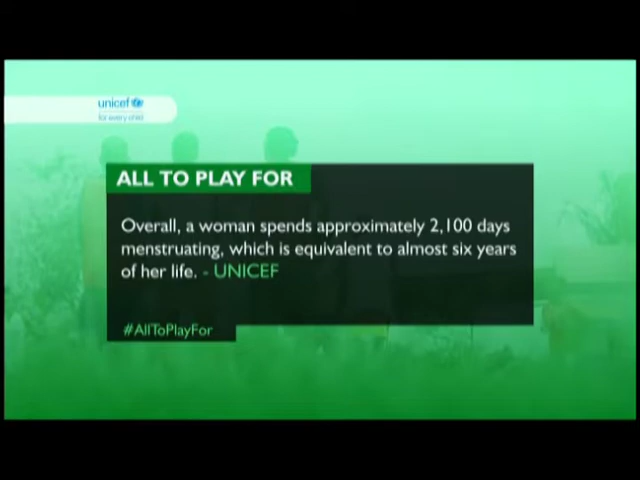 unicef
for every child
ALL TO PLAY FOR
Overall, a woman spends approximately 2,100 days
menstruating, which is equivalent to almost six years
of her life. - UNICEF
#AllToPlayFor